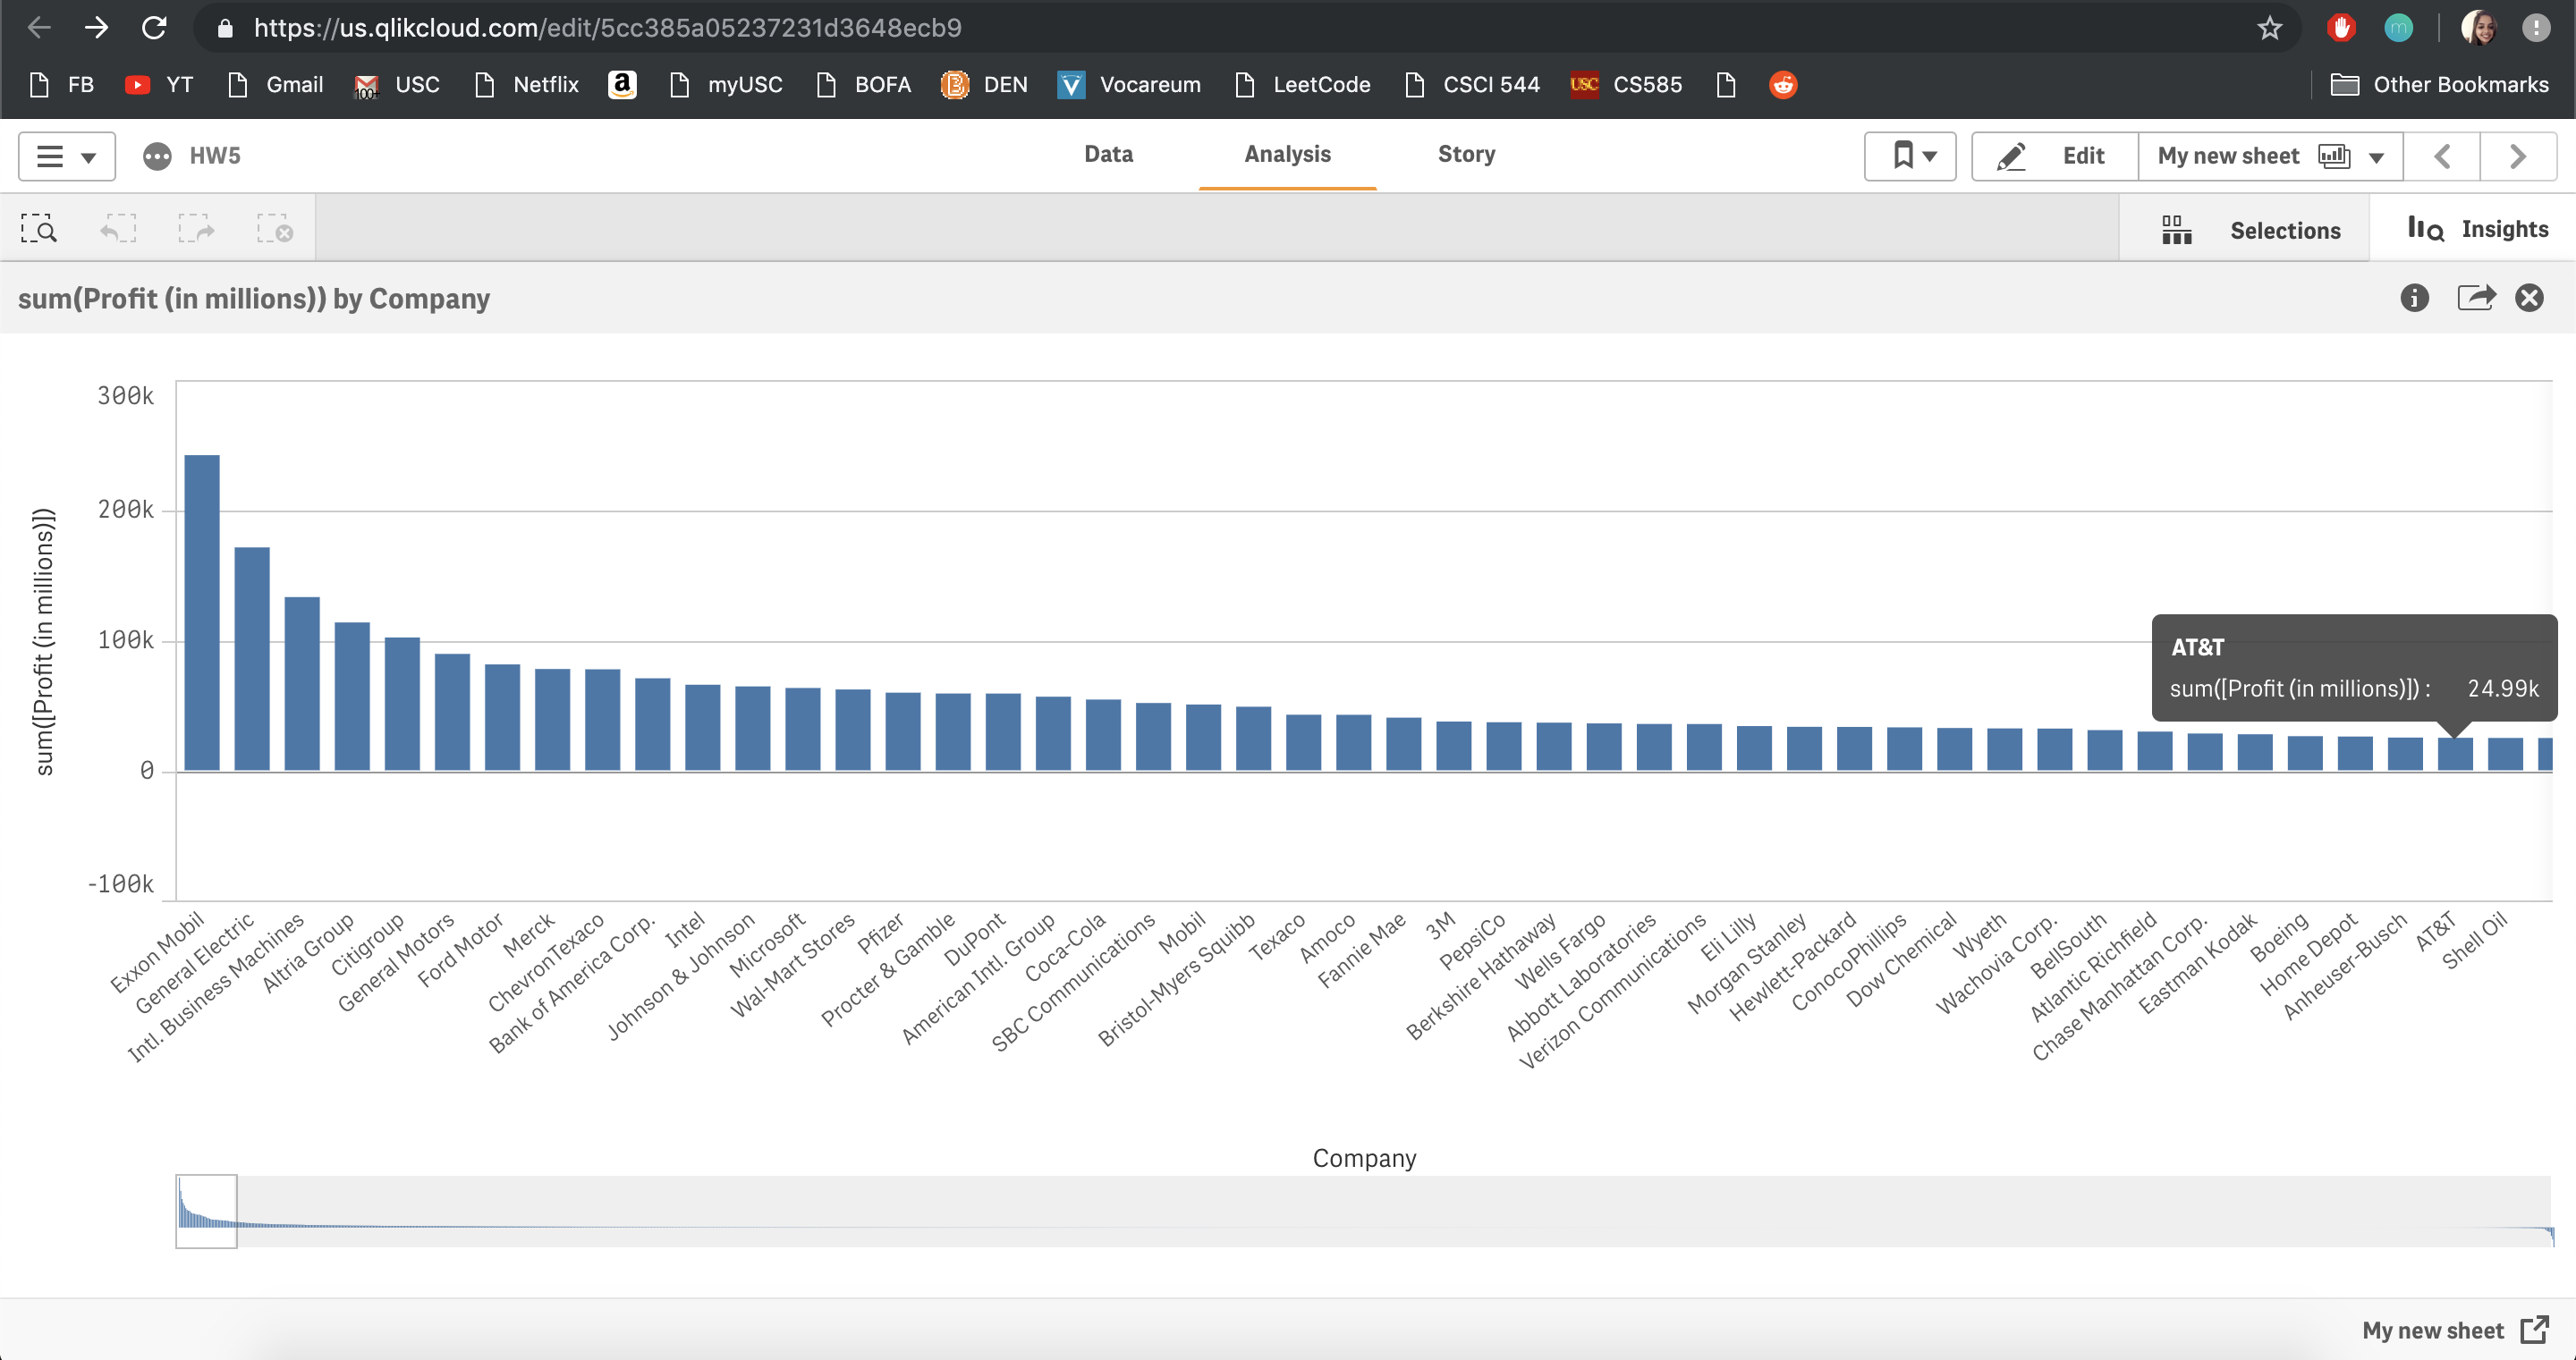 https://us.qlikcloud.com/edit/5cc385a05237231d3648ecb9
FB YT Gmail 100+ USC Netflix a myUSC BOFA DEN V Vocareum LeetCode CSCI 544 USC CS585 Other Bookmarks
HW5 Data Analysis Story Edit My new sheet
Selections Insights
sum(Profit (in millions)) by Company
300k
200k
100k
0
-100k
sum([Profit (in millions)])
AT&T
sum([Profit (in millions)]) : 24.99k
Exxon Mobil
General Electric
Intl. Business Machines
Altria Group
Citigroup
General Motors
Ford Motor
Merck
ChevronTexaco
Bank of America Corp.
Intel
Johnson & Johnson
Microsoft
Wal-Mart Stores
Pfizer
Procter & Gamble
DuPont
American Intl. Group
Coca-Cola
SBC Communications
Mobil
Bristol-Myers Squibb
Texaco
Amoco
Fannie Mae
3M
PepsiCo
Berkshire Hathaway
Wells Fargo
Abbott Laboratories
Verizon Communications
Eli Lilly
Morgan Stanley
Hewlett-Packard
ConocoPhillips
Dow Chemical
Wyeth
Wachovia Corp.
BellSouth
Atlantic Richfield
Chase Manhattan Corp.
Eastman Kodak
Boeing
Home Depot
Anheuser-Busch
AT&T
Shell Oil
Company
My new sheet